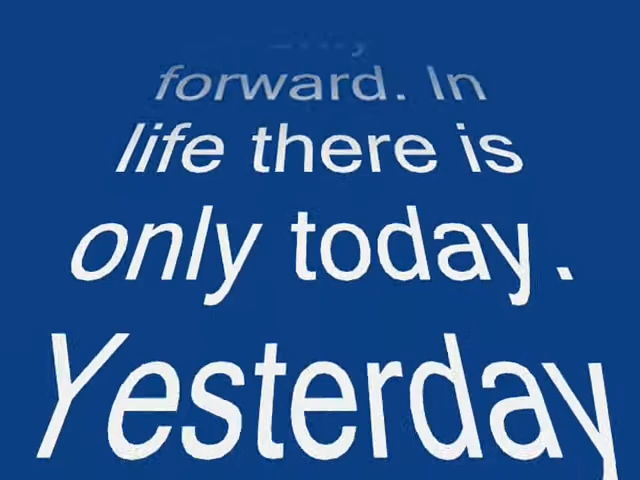 forward. In
life there is
only today.
Yesterday